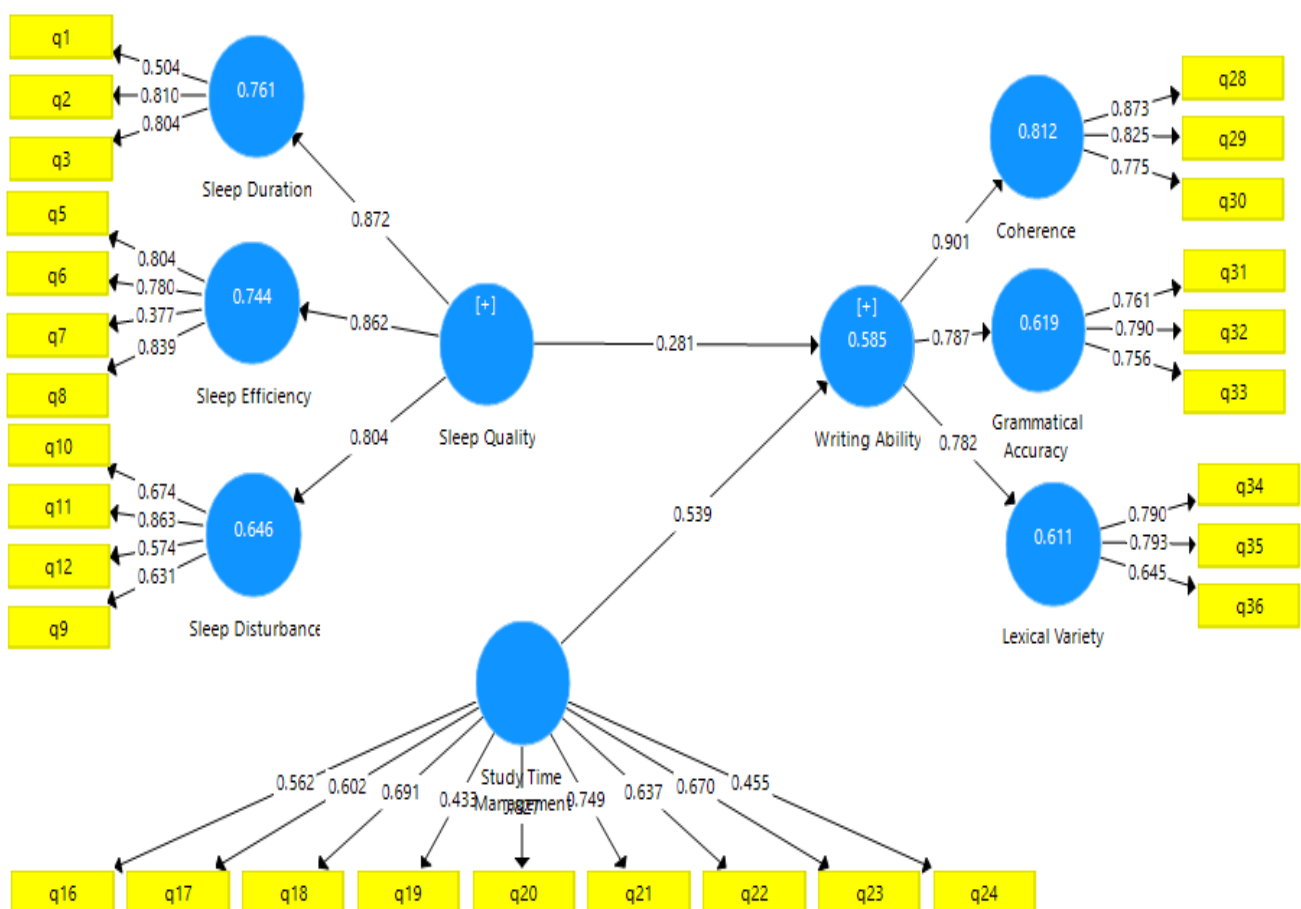 q1
0.504
q2
0.810
q3
0.804
0.761
Sleep Duration
q5
0.804
q6
0.780
q7
0.377
q8
0.839
0.744
Sleep Efficiency
q10
0.674
q11
0.863
q12
0.574
q9
0.631
0.646
Sleep Disturbance
0.872
0.862
0.804
[+]
Sleep Quality
0.281
0.539
[+]
0.585
Writing Ability
0.901
0.787
0.782
0.812
Coherence
0.873
0.825
0.775
q28
q29
q30
0.619
Grammatical
Accuracy
0.761
0.790
0.756
q31
q32
q33
0.611
Lexical Variety
0.790
0.793
0.645
q34
q35
q36
Study Time
Management
0.562
0.602
0.691
0.433
0.749
0.637
0.670
0.455
q16
q17
q18
q19
q20
q21
q22
q23
q24